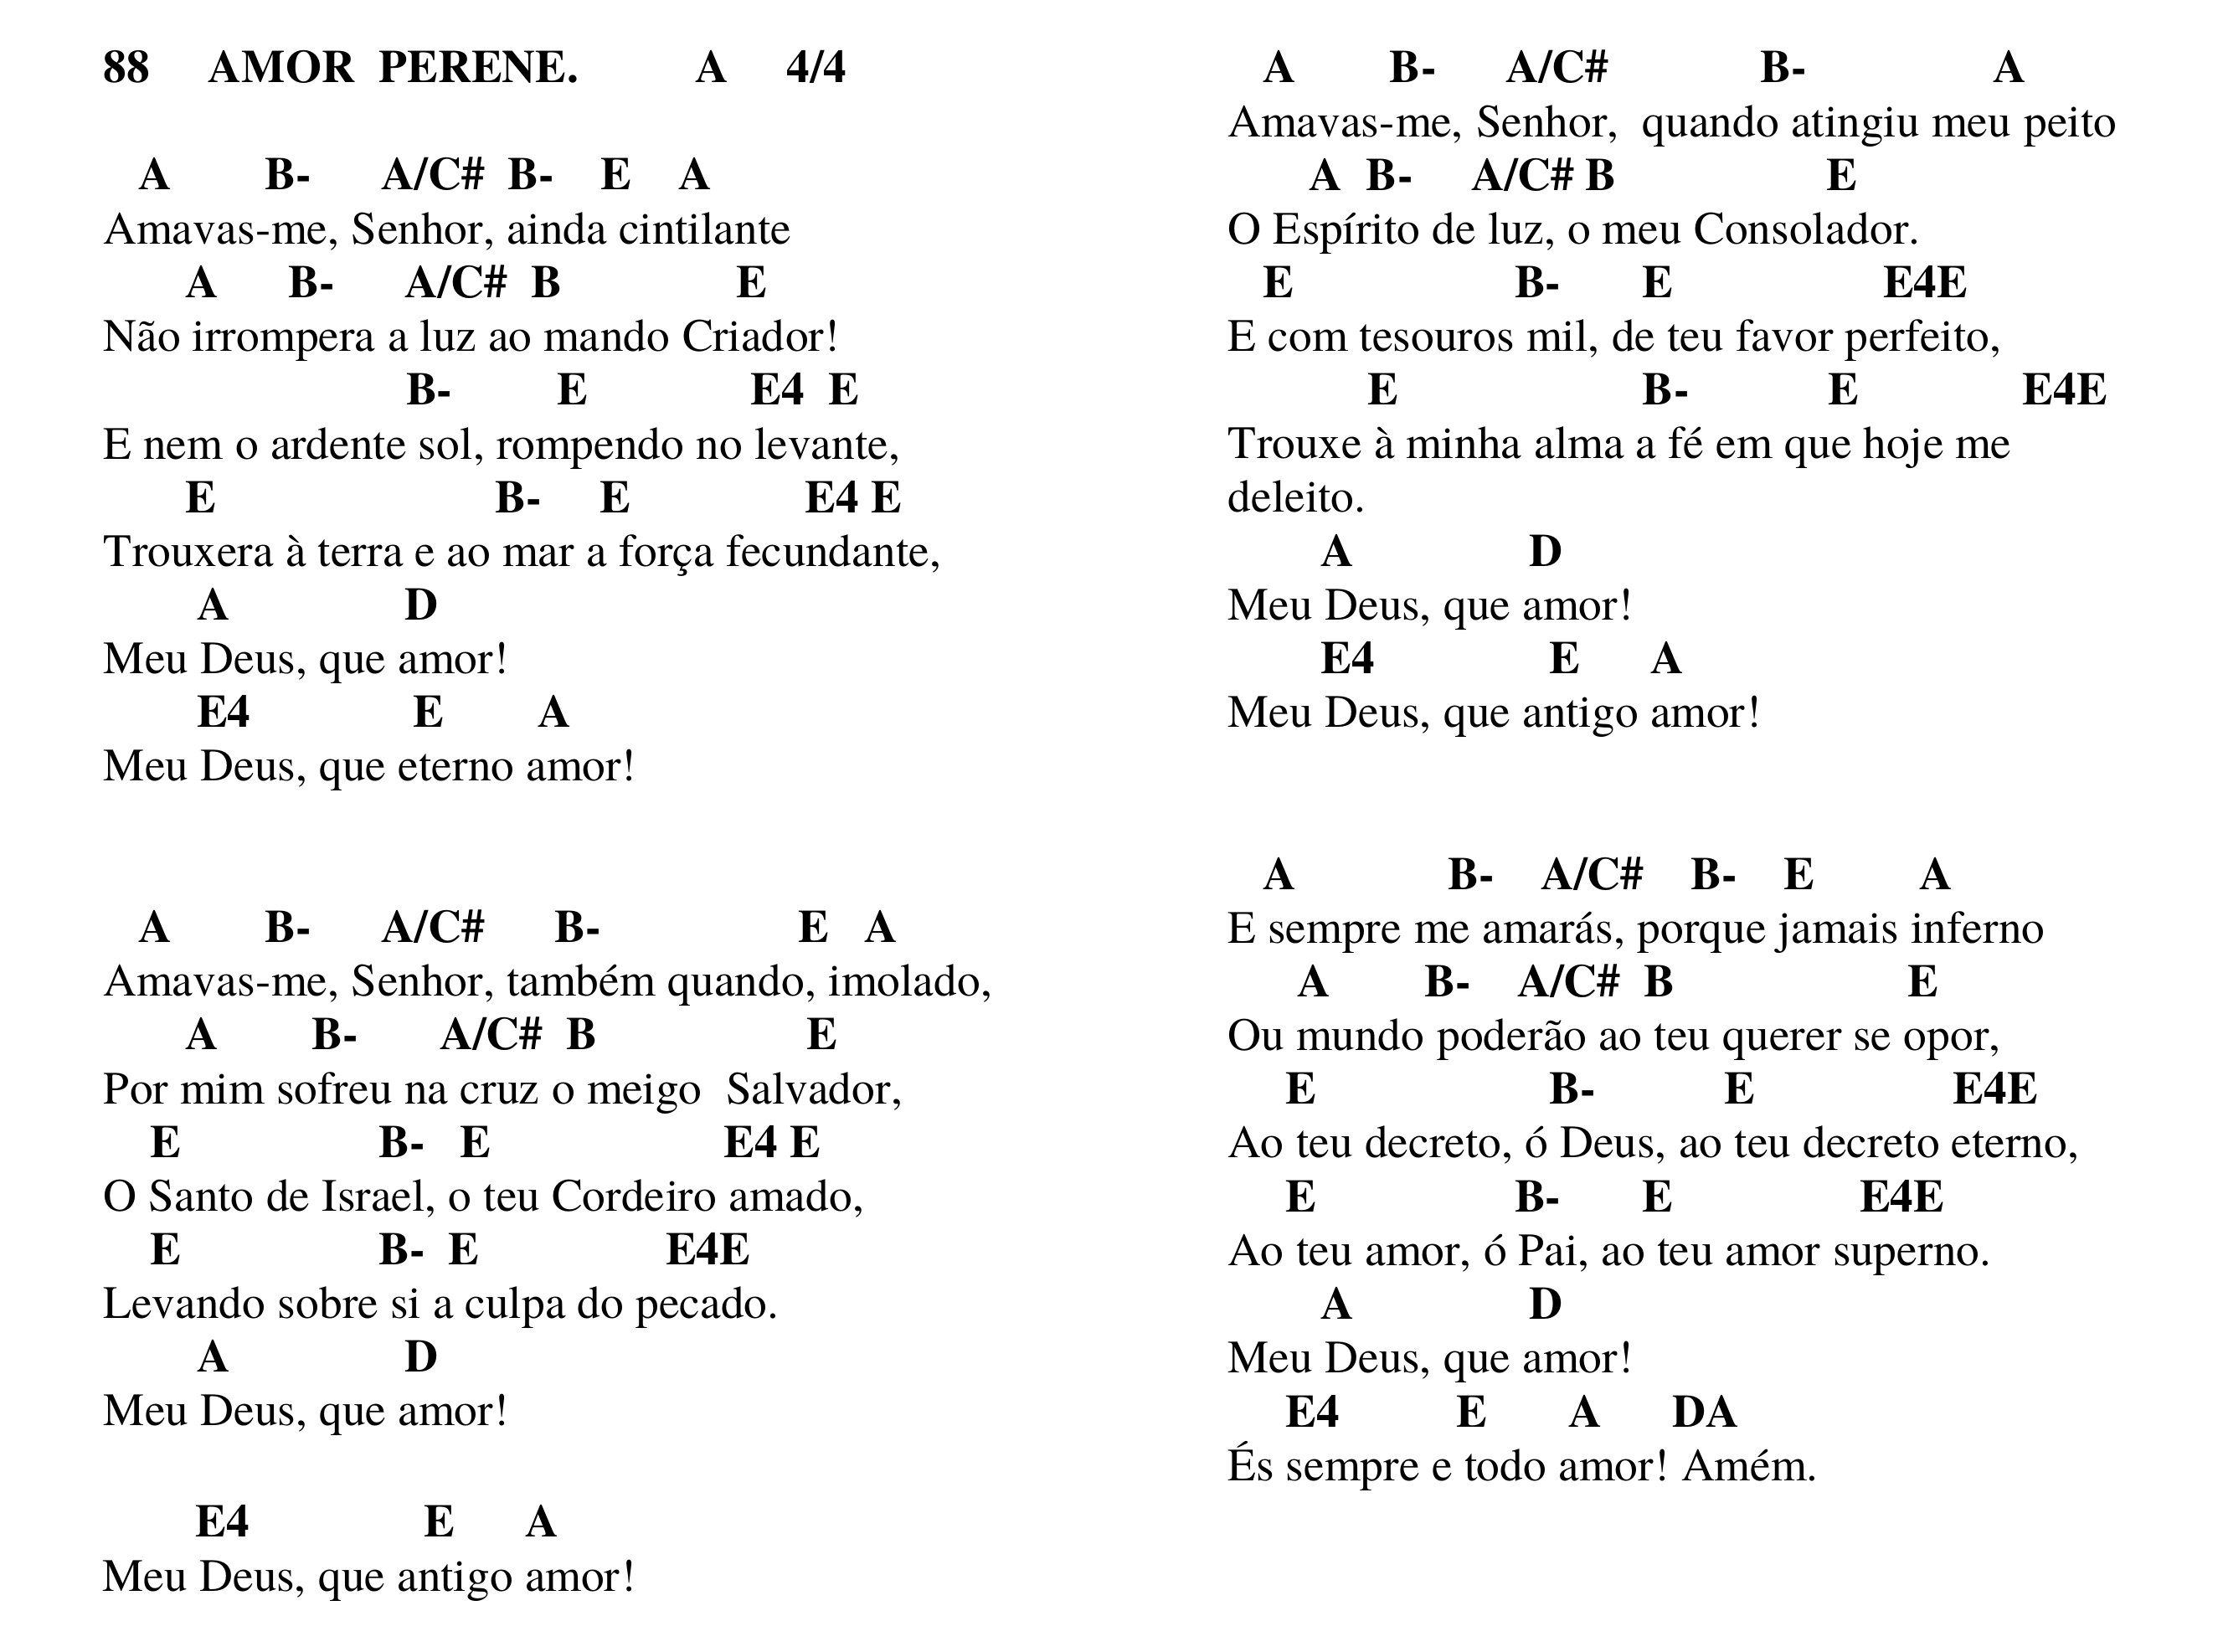 88     AMOR  PERENE.          A     4/4
A        B-      A/C#  B-    E    A
Amavas-me, Senhor, ainda cintilante
A      B-      A/C#  B               E
Não irrompera a luz ao mando Criador!
B-         E              E4  E
E nem o ardente sol, rompendo no levante,
E                        B-     E               E4 E
Trouxera à terra e ao mar a força fecundante,
A               D
Meu Deus, que amor!
E4              E        A
Meu Deus, que eterno amor!
A        B-      A/C#      B-                 E   A
Amavas-me, Senhor, também quando, imolado,
A        B-       A/C#  B                  E
Por mim sofreu na cruz o meigo  Salvador,
E                 B-   E                    E4 E
O Santo de Israel, o teu Cordeiro amado,
E                 B-  E                E4E
Levando sobre si a culpa do pecado.
A               D
Meu Deus, que amor!
E4               E      A
Meu Deus, que antigo amor!
A        B-      A/C#             B-                A
Amavas-me, Senhor,  quando atingiu meu peito
A  B-     A/C# B                  E
O Espírito de luz, o meu Consolador.
E                   B-       E                  E4E
E com tesouros mil, de teu favor perfeito,
E                     B-            E              E4E
Trouxe à minha alma a fé em que hoje me
deleito.
A               D
Meu Deus, que amor!
E4               E      A
Meu Deus, que antigo amor!
A             B-    A/C#    B-    E         A
E sempre me amarás, porque jamais inferno
A        B-    A/C#  B                    E
Ou mundo poderão ao teu querer se opor,
E                    B-           E                 E4E
Ao teu decreto, ó Deus, ao teu decreto eterno,
E                 B-       E                E4E
Ao teu amor, ó Pai, ao teu amor superno.
A               D
Meu Deus, que amor!
E4          E       A      DA
És sempre e todo amor! Amém.